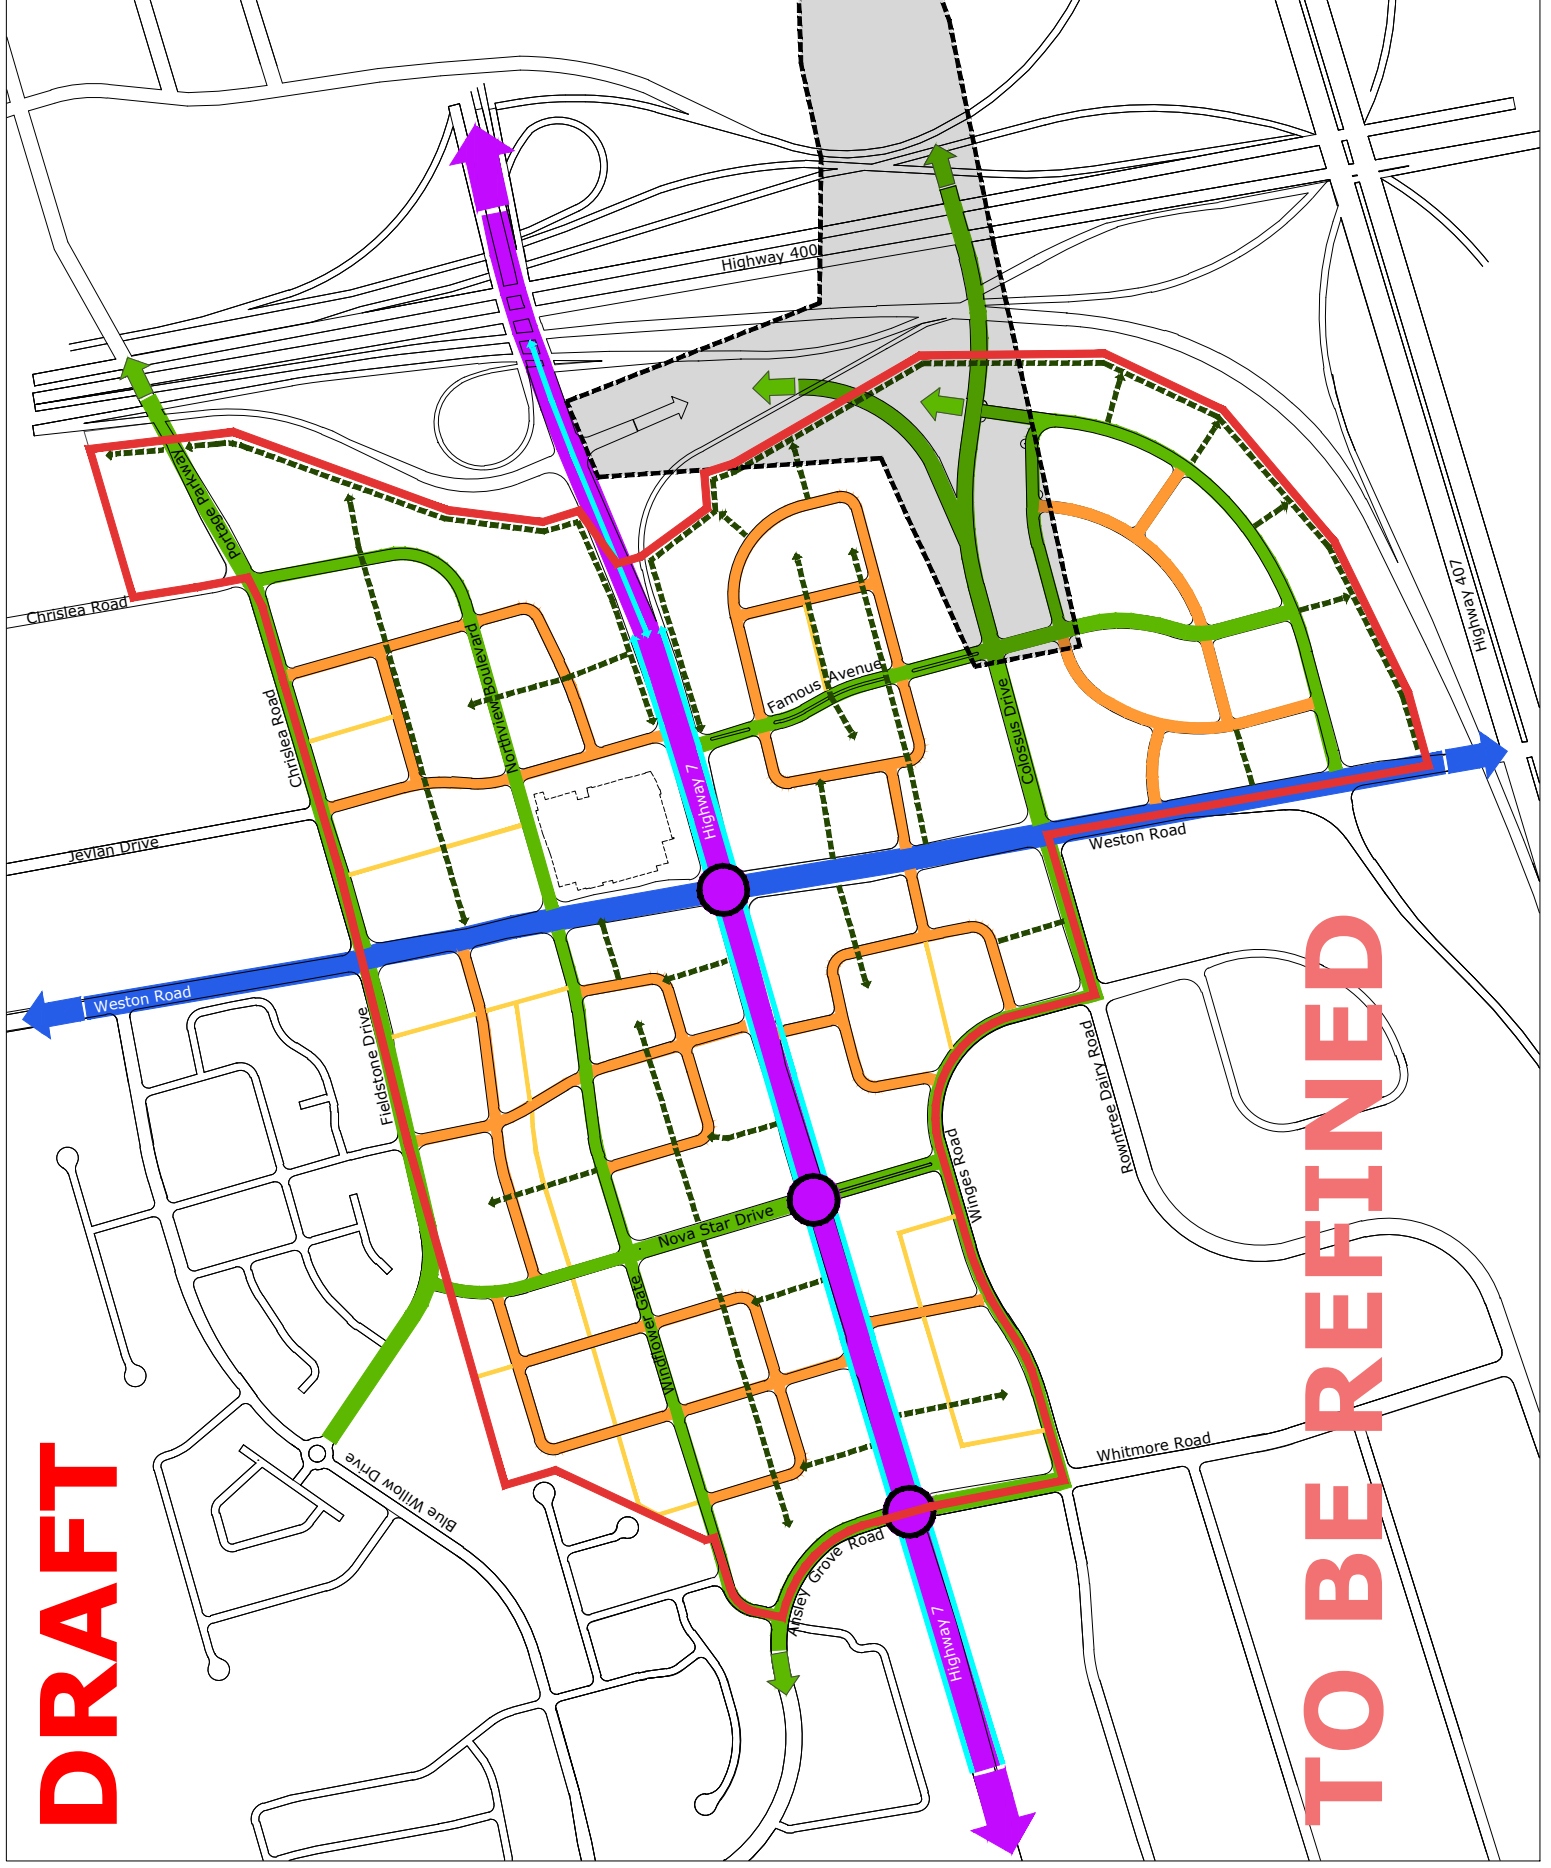 Highway 400
Portage Parkway
Chrislea Road
Highway 407
Northview Boulevard
Famous Avenue
Chrislea Road
Colossus Drive
Highway 7
Jevlan Drive
Weston Road
Weston Road
Fieldstone Drive
Rowntree Dairy Road
Winges Road
Nova Star Drive
Windflower Gate
Whitmore Road
Blue Willow Drive
Ansley Grove Road
Highway 7
DRAFT
TO BE REFINED